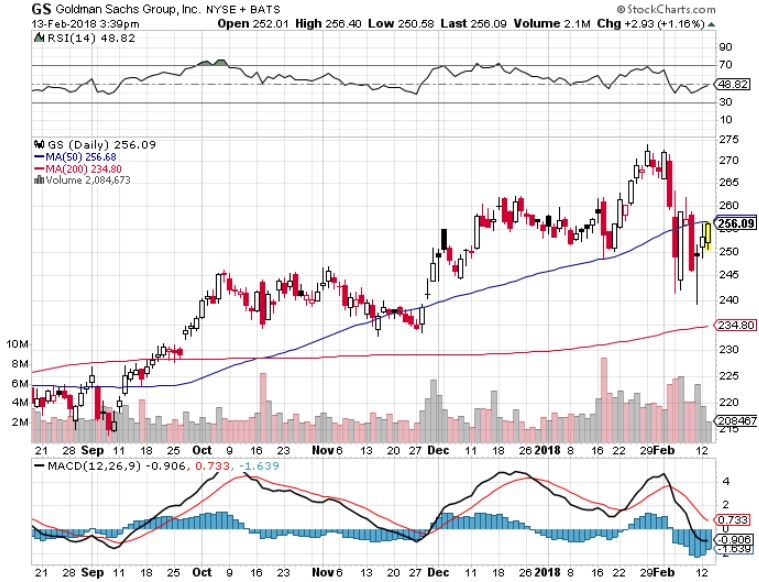 GS Goldman Sachs Group, Inc. NYSE + BATS © StockCharts.com
13-Feb-2018 3:39pm Open 252.01 High 256.40 Low 250.58 Last 256.09 Volume 2.1M Chg +2.93 (+1.16%)
RSI(14) 48.82
90
70
48.82
30
10
GS (Daily) 256.09
MA(50) 256.68
MA(200) 234.80
Volume 2,084,673
275
270
265
260
256.09
255
250
245
240
234.80
230
225
220
215
10M
8M
6M
4M
2M
208467
21 28 Sep 11 18 25 Oct 9 16 23 Nov 6 13 20 27 Dec 11 18 26 2018 8 16 22 29 Feb 12
MACD(12,26,9) -0.906, 0.733, -1.639
4
2
0.733
-0.906
-1.639
21 28 Sep 11 18 25 Oct 9 16 23 Nov 6 13 20 27 Dec 11 18 26 2018 8 16 22 29 Feb 12